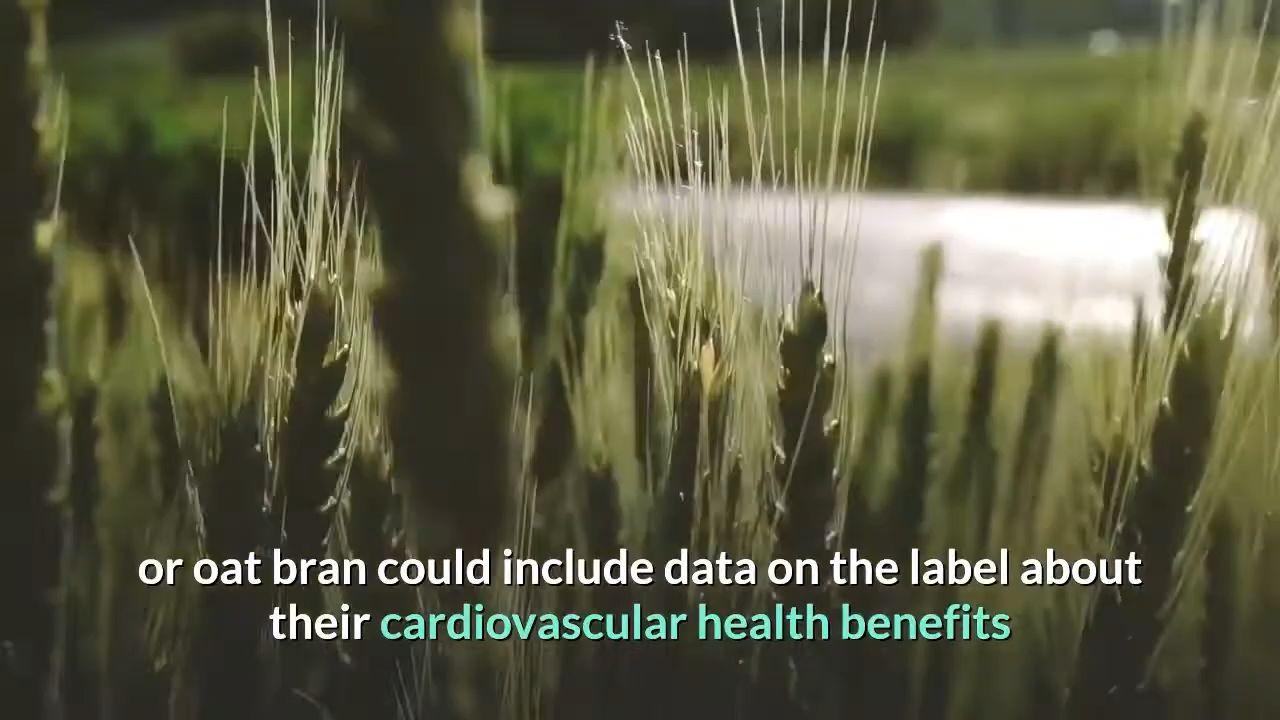 or oat bran could include data on the label about
their cardiovascular health benefits